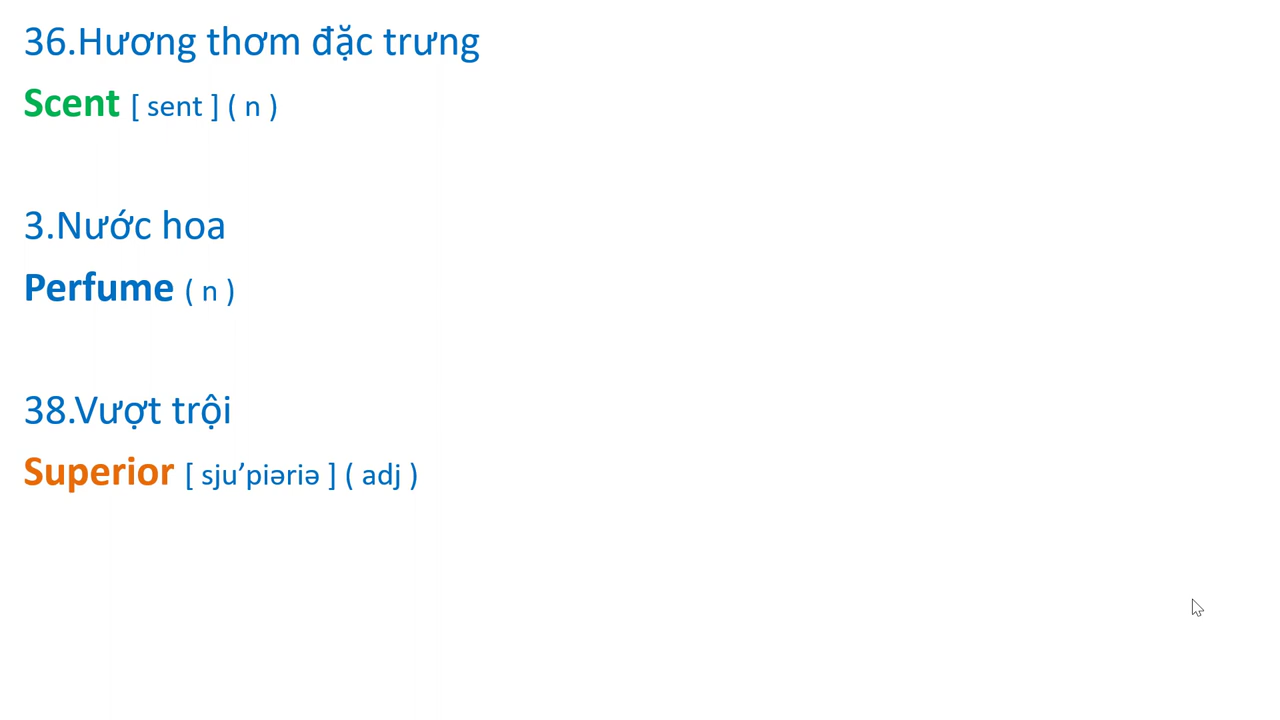 36.Hương thơm đặc trưng
Scent [ sent ] ( n )
3.Nước hoa
Perfume ( n )
38.Vượt trội
Superior [ sju’piəriə ] ( adj )